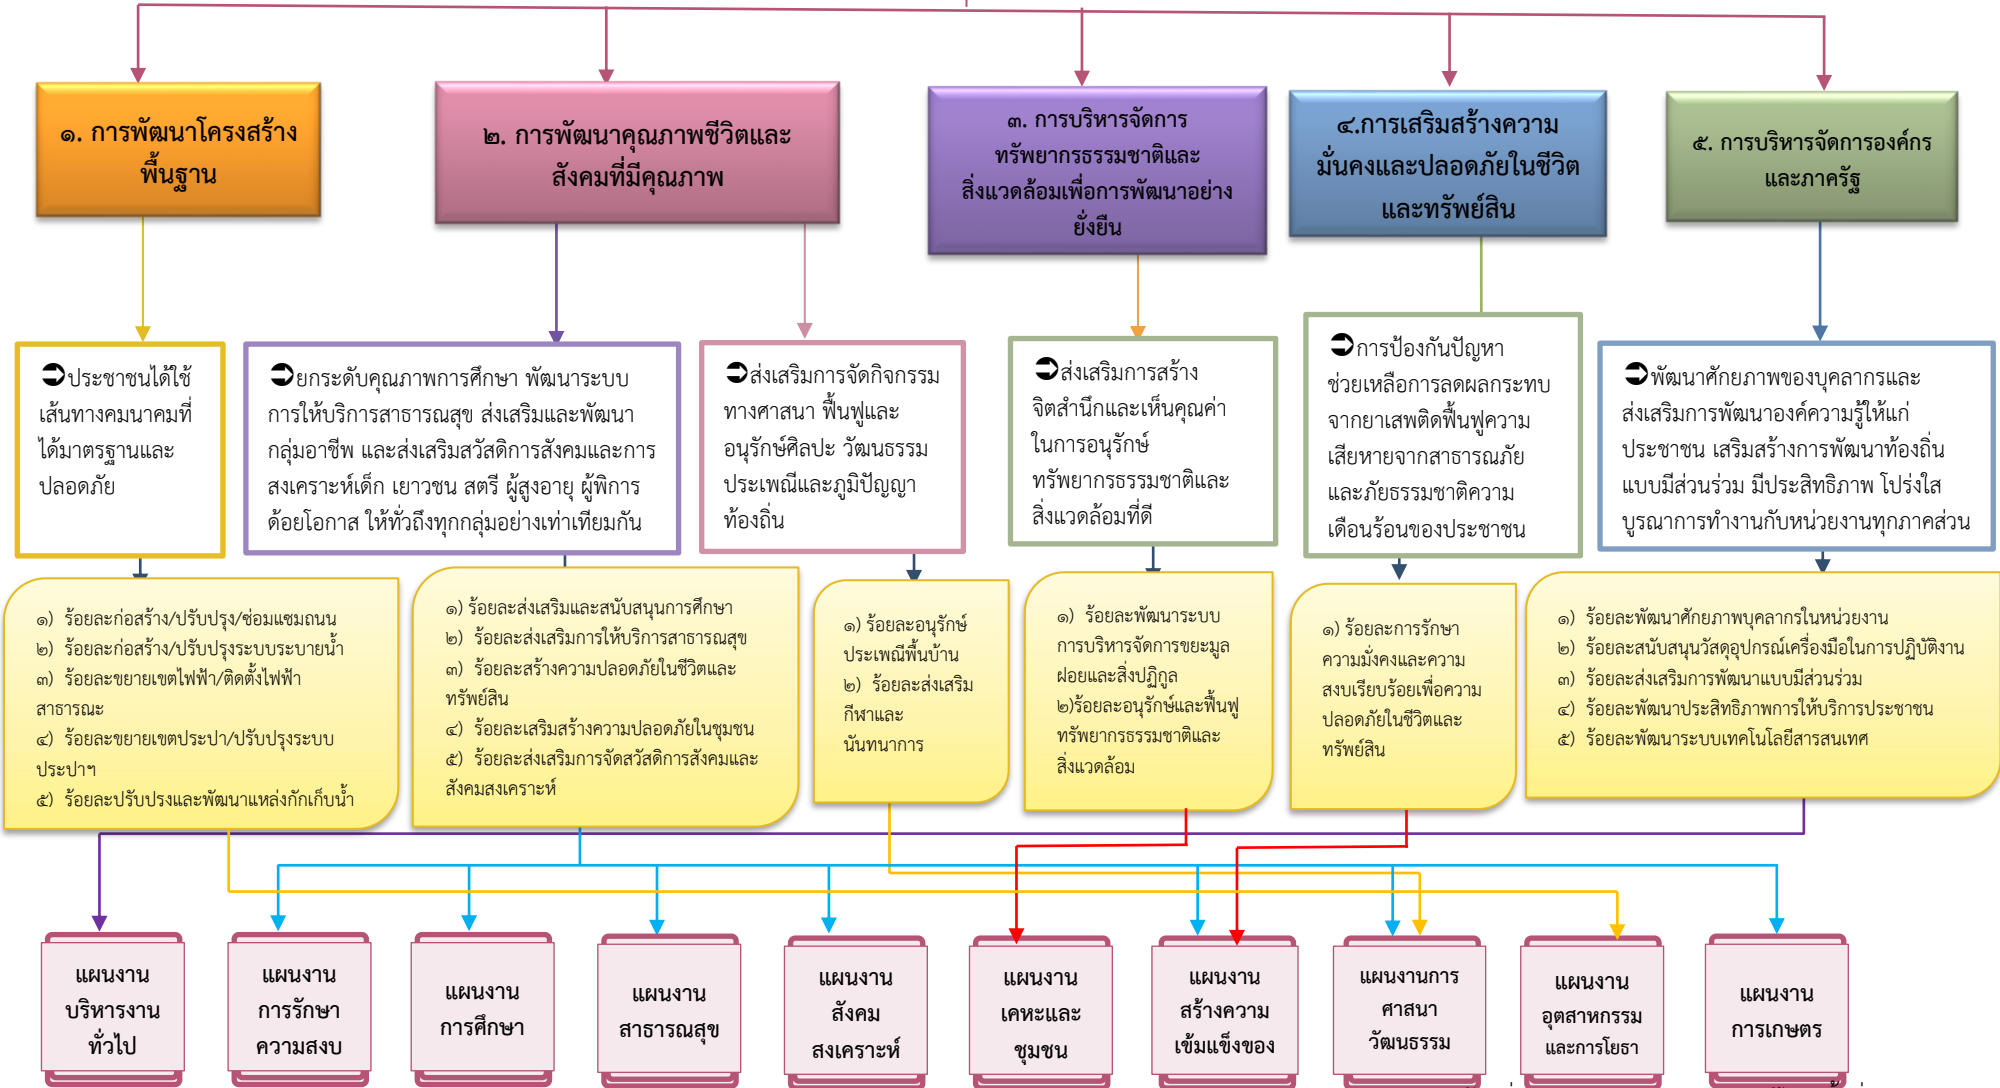 ๑. การพัฒนาโครงสร้าง
พื้นฐาน
๒. การพัฒนาคุณภาพชีวิตและ
สังคมที่มีคุณภาพ
๓. การบริหารจัดการ
ทรัพยากรธรรมชาติและ
สิ่งแวดล้อมเพื่อการพัฒนาอย่าง
ยั่งยืน
๔.การเสริมสร้างความ
มั่นคงและปลอดภัยในชีวิต
และทรัพย์สิน
๕. การบริหารจัดการองค์กร
และภาครัฐ
➲ประชาชนได้ใช้
เส้นทางคมนาคมที่
ได้มาตรฐานและ
ปลอดภัย
➲ยกระดับคุณภาพการศึกษา พัฒนาระบบ
การให้บริการสาธารณสุข ส่งเสริมและพัฒนา
กลุ่มอาชีพ และส่งเสริมสวัสดิการสังคมและการ
สงเคราะห์เด็ก เยาวชน สตรี ผู้สูงอายุ ผู้พิการ
ด้อยโอกาส ให้ทั่วถึงทุกกลุ่มอย่างเท่าเทียมกัน
➲ส่งเสริมการจัดกิจกรรม
ทางศาสนา ฟื้นฟูและ
อนุรักษ์ศิลปะ วัฒนธรรม
ประเพณีและภูมิปัญญา
ท้องถิ่น
➲ส่งเสริมการสร้าง
จิตสำนึกและเห็นคุณค่า
ในการอนุรักษ์
ทรัพยากรธรรมชาติและ
สิ่งแวดล้อมที่ดี
➲การป้องกันปัญหา
ช่วยเหลือการลดผลกระทบ
จากยาเสพติดฟื้นฟูความ
เสียหายจากสาธารณภัย
และภัยธรรมชาติความ
เดือนร้อนของประชาชน
➲พัฒนาศักยภาพของบุคลากรและ
ส่งเสริมการพัฒนาองค์ความรู้ให้แก่
ประชาชน เสริมสร้างการพัฒนาท้องถิ่น
แบบมีส่วนร่วม มีประสิทธิภาพ โปร่งใส
บูรณาการทำงานกับหน่วยงานทุกภาคส่วน
๑) ร้อยละก่อสร้าง/ปรับปรุง/ซ่อมแซมถนน
๒) ร้อยละก่อสร้าง/ปรับปรุงระบบระบายน้ำ
๓) ร้อยละขยายเขตไฟฟ้า/ติดตั้งไฟฟ้า
สาธารณะ
๔) ร้อยละขยายเขตประปา/ปรับปรุงระบบ
ประปาฯ
๕) ร้อยละปรับปรงและพัฒนาแหล่งกักเก็บน้ำ
๑) ร้อยละส่งเสริมและสนับสนุนการศึกษา
๒) ร้อยละส่งเสริมการให้บริการสาธารณสุข
๓) ร้อยละสร้างความปลอดภัยในชีวิตและ
ทรัพย์สิน
๔) ร้อยละเสริมสร้างความปลอดภัยในชุมชน
๕) ร้อยละส่งเสริมการจัดสวัสดิการสังคมและ
สังคมสงเคราะห์
๑) ร้อยละอนุรักษ์
ประเพณีพื้นบ้าน
๒) ร้อยละส่งเสริม
กีฬาและ
นันทนาการ
๑) ร้อยละพัฒนาระบบ
การบริหารจัดการขยะมูล
ฝอยและสิ่งปฏิกูล
๒)ร้อยละอนุรักษ์และฟื้นฟู
ทรัพยากรธรรมชาติและ
สิ่งแวดล้อม
๑) ร้อยละการรักษา
ความมั่งคงและความ
สงบเรียบร้อยเพื่อความ
ปลอดภัยในชีวิตและ
ทรัพย์สิน
๑) ร้อยละพัฒนาศักยภาพบุคลากรในหน่วยงาน
๒) ร้อยละสนับสนุนวัสดุอุปกรณ์เครื่องมือในการปฏิบัติงาน
๓) ร้อยละส่งเสริมการพัฒนาแบบมีส่วนร่วม
๔) ร้อยละพัฒนาประสิทธิภาพการให้บริการประชาชน
๕) ร้อยละพัฒนาระบบเทคโนโลยีสารสนเทศ
แผนงาน
บริหารงาน
ทั่วไป
แผนงาน
การรักษา
ความสงบ
แผนงาน
การศึกษา
แผนงาน
สาธารณสุข
แผนงาน
สังคม
สงเคราะห์
แผนงาน
เคหะและ
ชุมชน
แผนงาน
สร้างความ
เข้มแข็งของ
แผนงานการ
ศาสนา
วัฒนธรรม
แผนงาน
อุตสาหกรรม
และการโยธา
แผนงาน
การเกษตร